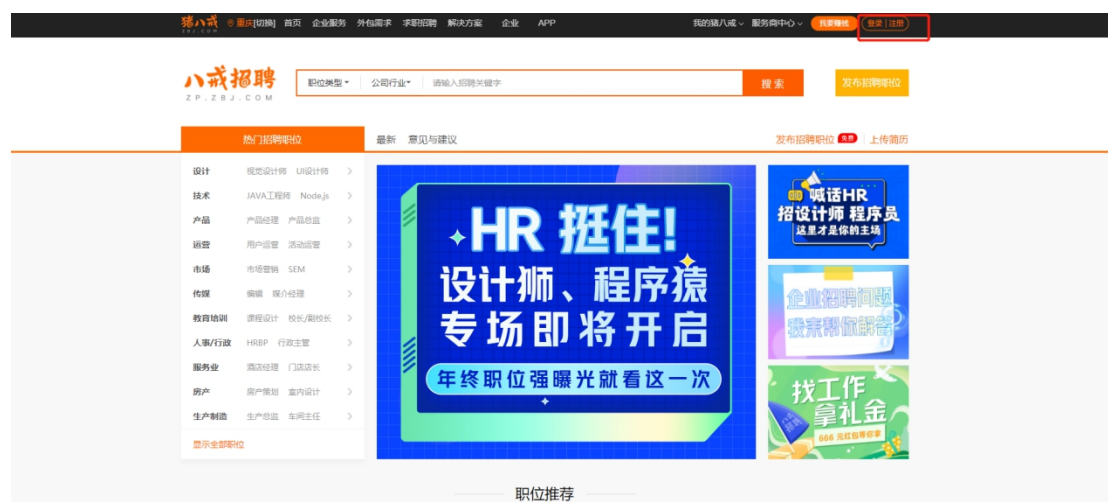 猪八戒 重庆[切换] 首页 企业服务 外包需求 求职招聘 解决方案 企业 APP 我的猪八戒 服务商中心 我要赚钱 登录 | 注册
ZBJ.COM
八戒招聘 职位类型 公司行业 请输入招聘关键字 搜索 发布招聘职位
ZP.ZBJ.COM
热门招聘职位 最新 意见与建议 发布招聘职位 免费 上传简历
设计 视觉设计师 UI设计师
技术 JAVA工程师 Node.js
产品 产品经理 产品总监
运营 用户运营 活动运营
市场 市场营销 SEM
传媒 编辑 媒介经理
教育培训 课程设计 校长/副校长
人事/行政 HRBP 行政主管
服务业 酒店经理 门店店长
房产 房产策划 室内设计
生产制造 生产总监 车间主任
显示全部职位
HR 挺住!
设计师、程序猿
专场即将开启
年终职位强曝光就看这一次
喊话HR
招设计师 程序员
这里才是你的主场
企业招聘问题
我来帮你解答
找工作
拿礼金
666 元红包等你拿
职位推荐